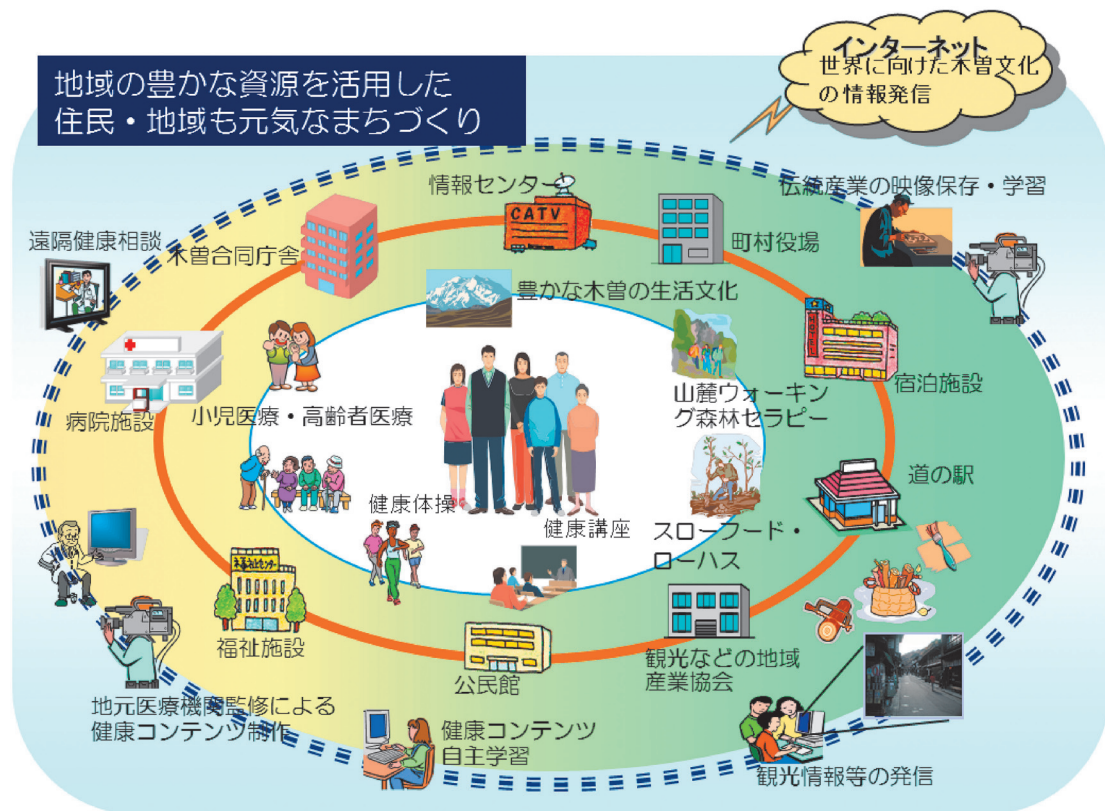 地域の豊かな資源を活用した
住民・地域も元気なまちづくり
インターネット
世界に向けた木曽文化
の情報発信
情報センター
CATV
伝統産業の映像保存・学習
遠隔健康相談
木曽合同庁舎
町村役場
豊かな木曽の生活文化
HOTEL
宿泊施設
病院施設
小児医療・高齢者医療
山麓ウォーキン
グ森林セラピー
道の駅
健康体操
健康講座
スローフード・
ローハス
福祉センター
福祉施設
公民館
観光などの地域
産業協会
地元医療機関監修による
健康コンテンツ制作
健康コンテンツ
自主学習
観光情報等の発信